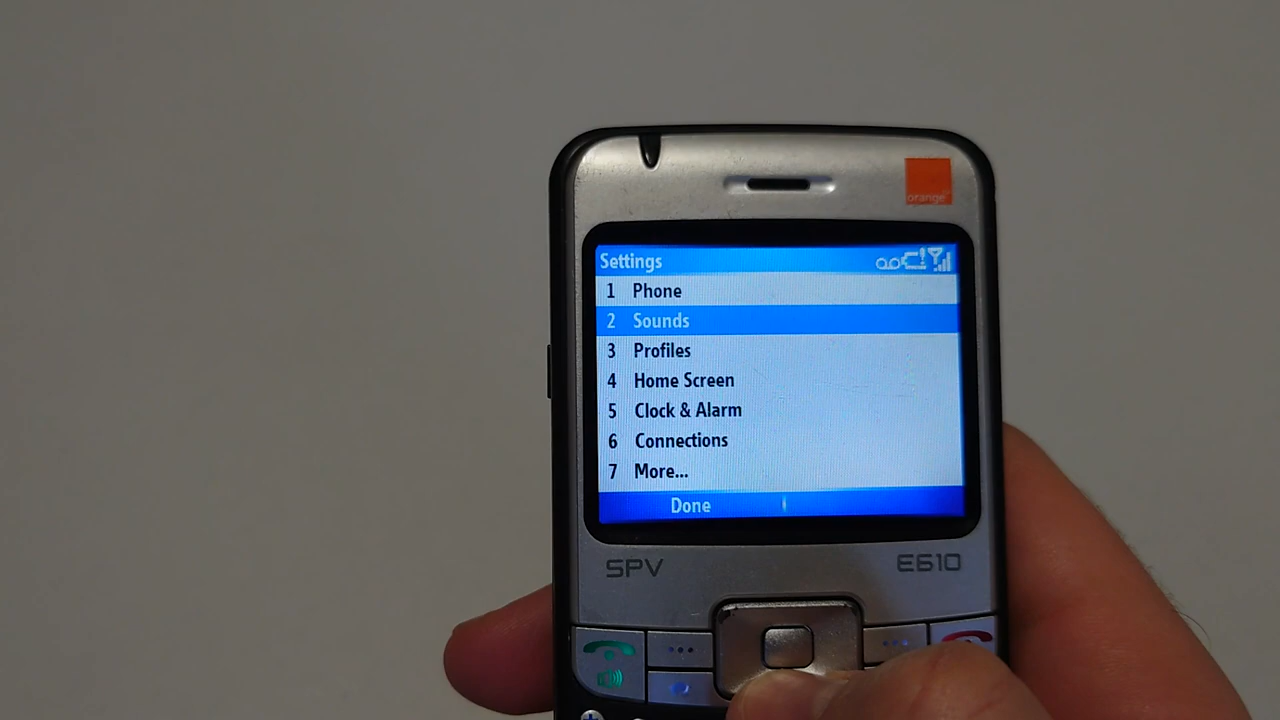 orange™
Settings
1 Phone
2 Sounds
3 Profiles
4 Home Screen
5 Clock & Alarm
6 Connections
7 More...
Done
SPV E610